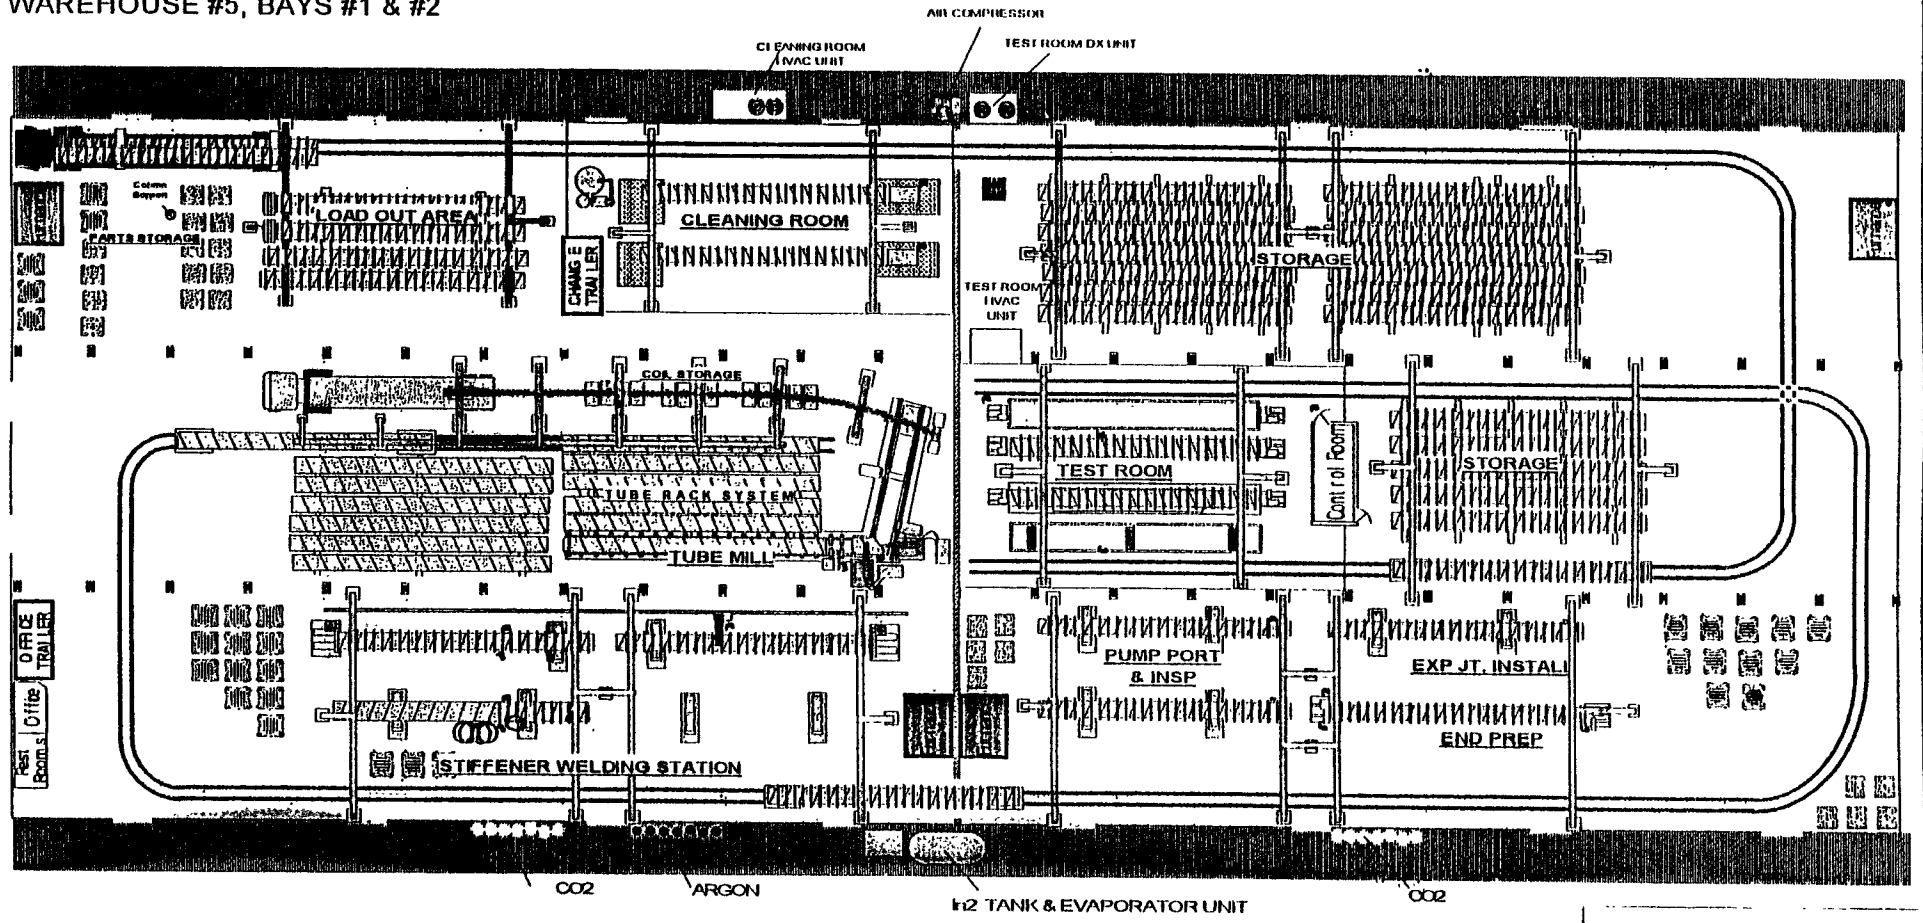 WAREHOUSE #5, BAYS #1 & #2
AIR COMPRESSOR
CLEANING ROOM
HVAC UNIT
TEST ROOM DX UNIT
LOAD OUT AREA
PARTS STORAGE
CHANGE
TRAILER
CLEANING ROOM
STORAGE
TEST ROOM
HVAC
UNIT
COIL STORAGE
TUBE RACK SYSTEM
TUBE MILL
TEST ROOM
Control Room
STORAGE
OFFICE
TRAILER
Rest
Rooms
Office
PUMP PORT
& INSP
EXP JT. INSTALL
END PREP
STIFFENER WELDING STATION
CO2
ARGON
ln2 TANK & EVAPORATOR UNIT
CO2